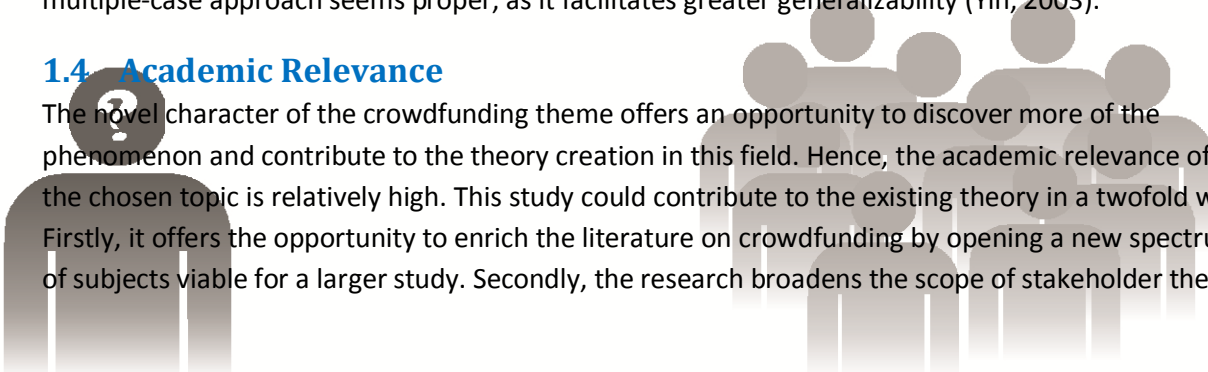 multiple-case approach seems proper, as it facilitates greater generalizability (Yin, 2003).
1.4 Academic Relevance
The novel character of the crowdfunding theme offers an opportunity to discover more of the
phenomenon and contribute to the theory creation in this field. Hence, the academic relevance of
the chosen topic is relatively high. This study could contribute to the existing theory in a twofold
Firstly, it offers the opportunity to enrich the literature on crowdfunding by opening a new
of subjects viable for a larger study. Secondly, the research broadens the scope of stakeholder
?